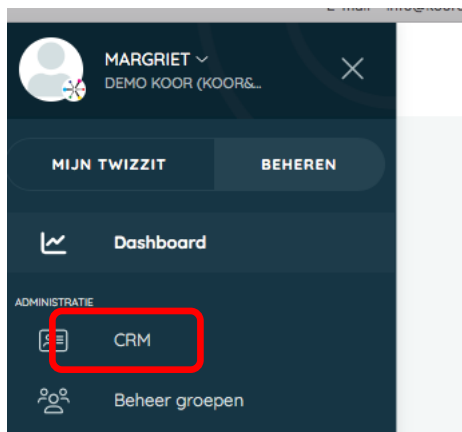 MARGRIET
DEMO KOOR (KOOR&...
MIJN TWIZZIT
BEHEREN
Dashboard
ADMINISTRATIE
CRM
Beheer groepen